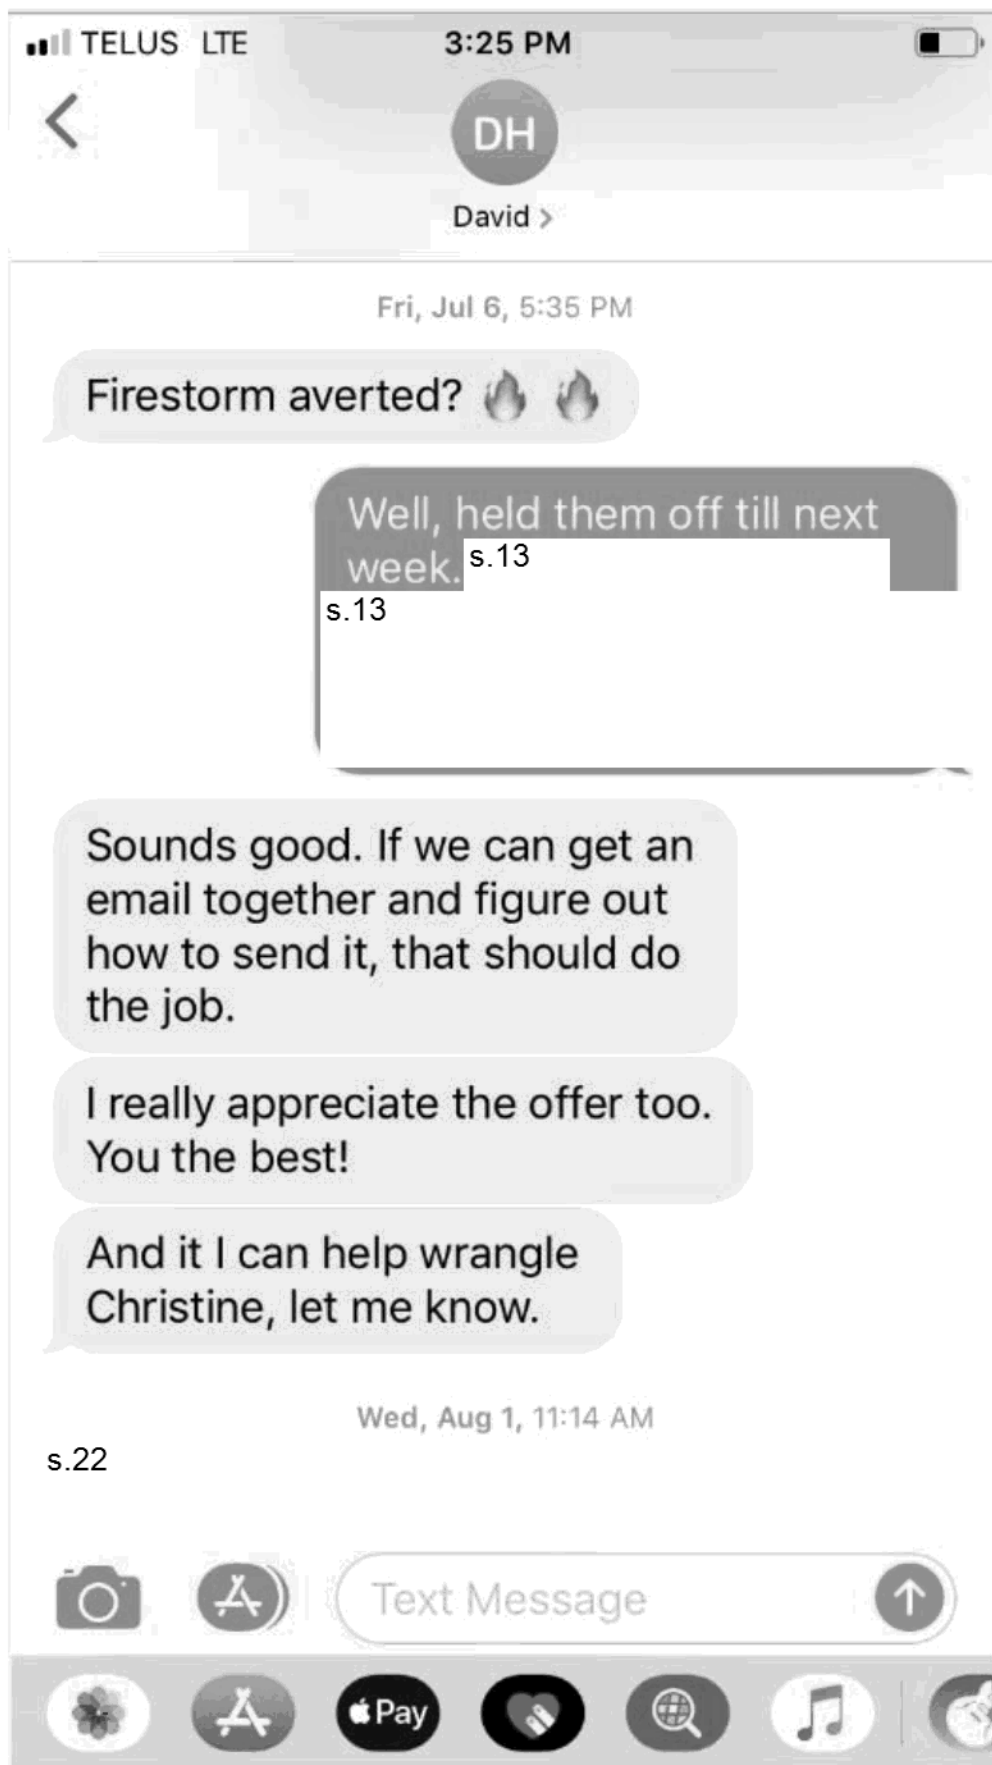 TELUS LTE 3:25 PM
DH
David >
Fri, Jul 6, 5:35 PM
Firestorm averted? 🔥 🔥
Well, held them off till next
week. s.13
s.13
Sounds good. If we can get an
email together and figure out
how to send it, that should do
the job.
I really appreciate the offer too.
You the best!
And it I can help wrangle
Christine, let me know.
Wed, Aug 1, 11:14 AM
s.22
Text Message
Pay